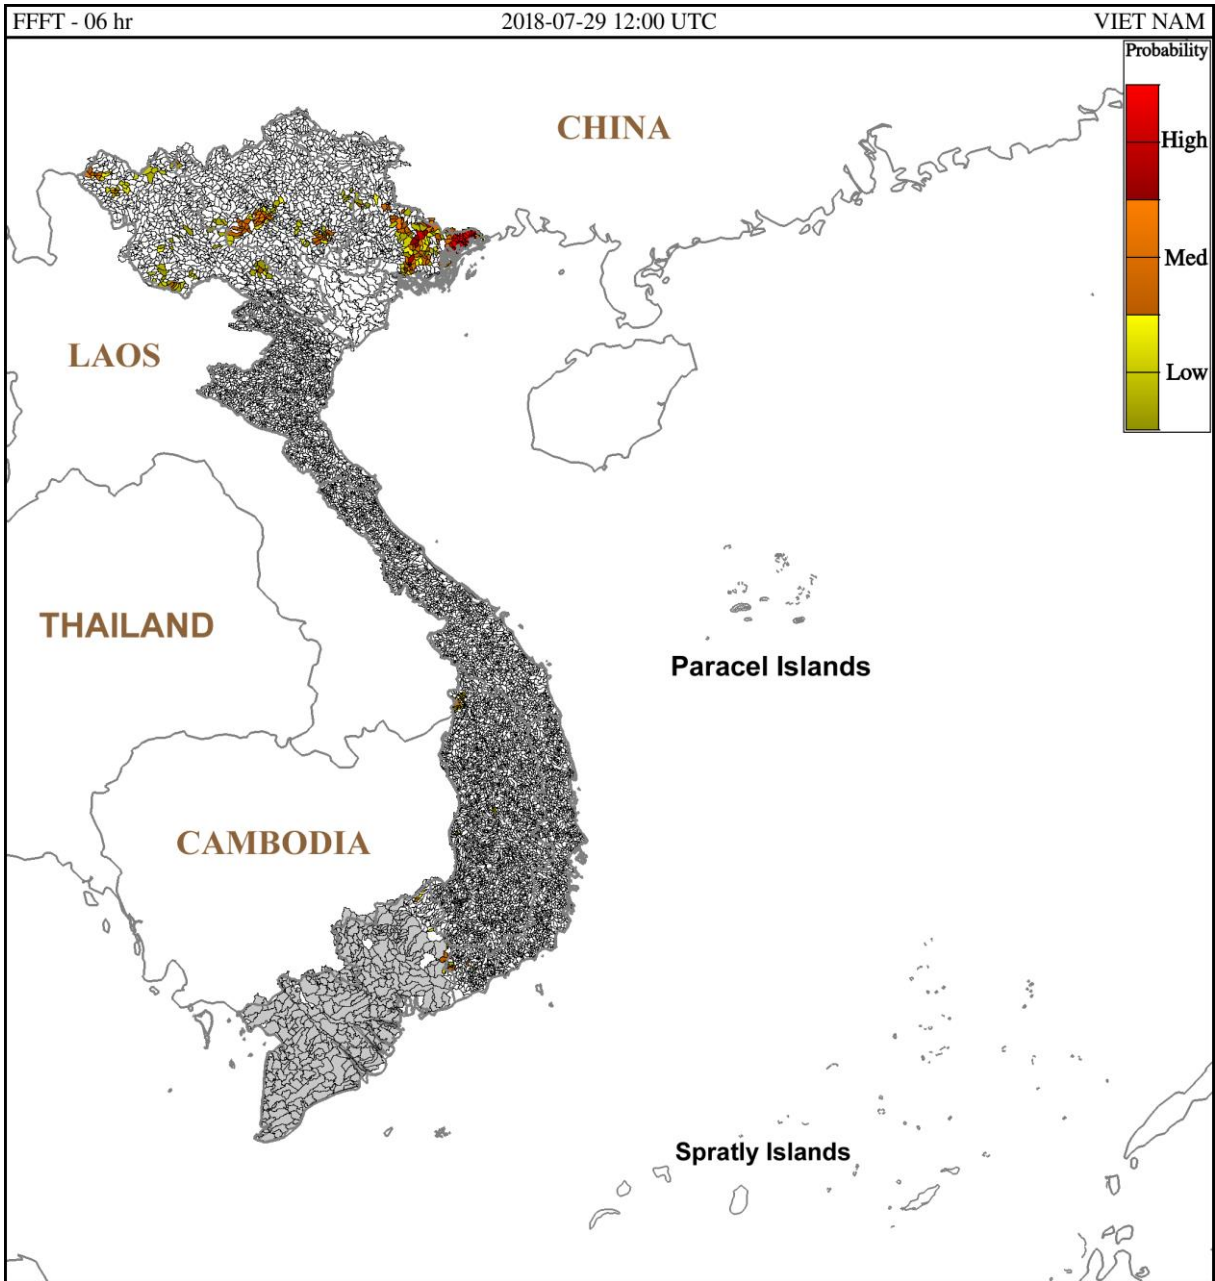 FFFT - 06 hr
2018-07-29 12:00 UTC
VIET NAM
Probability
High
Med
Low
CHINA
LAOS
THAILAND
Paracel Islands
CAMBODIA
Spratly Islands